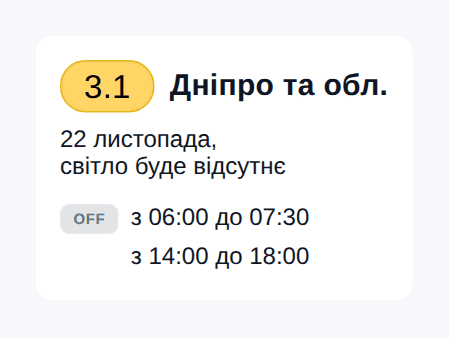 3.1 Дніпро та обл.
22 листопада,
світло буде відсутнє
OFF з 06:00 до 07:30
з 14:00 до 18:00